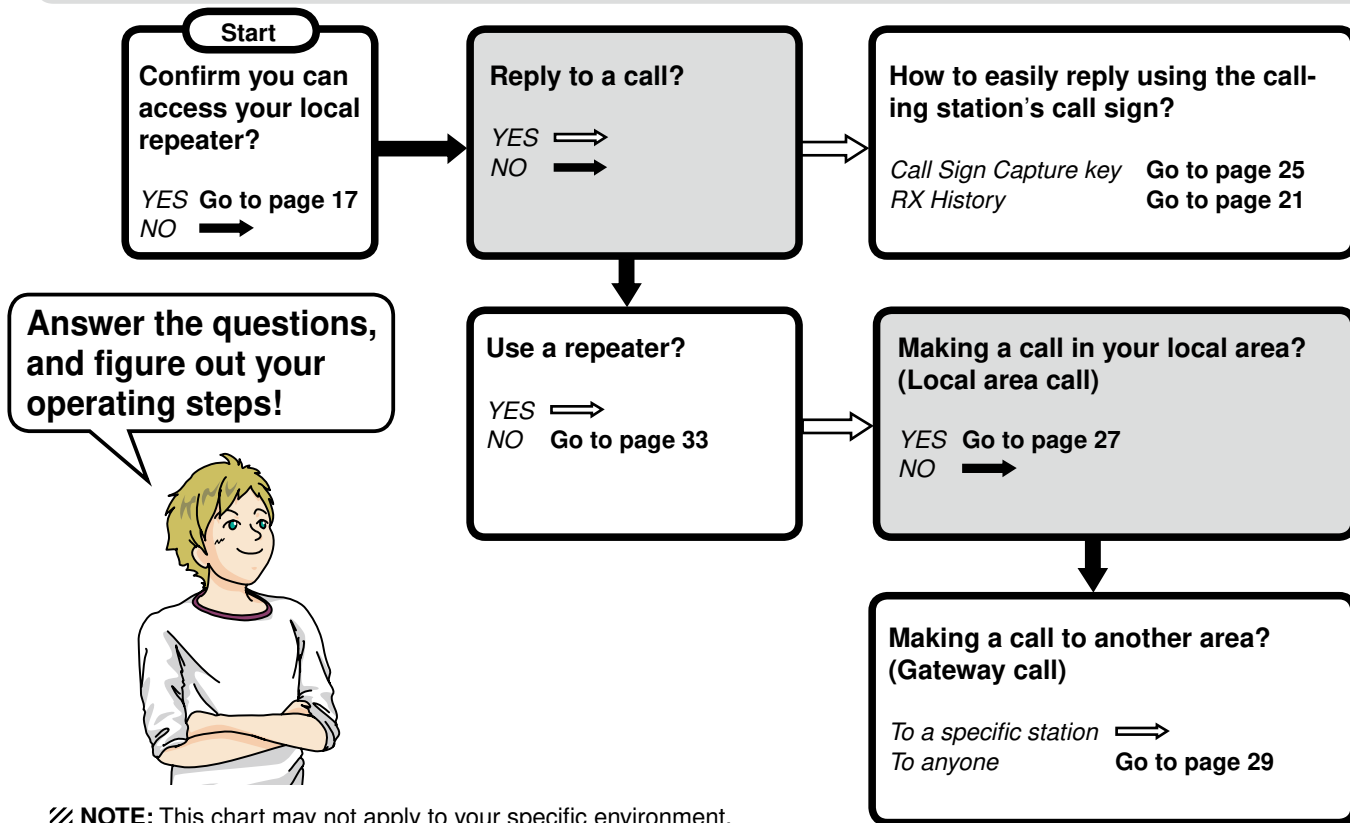 Start
Confirm you can
access your local
repeater?
YES Go to page 17
NO
Reply to a call?
YES
NO
How to easily reply using the call-
ing station's call sign?
Call Sign Capture key Go to page 25
RX History Go to page 21
Answer the questions,
and figure out your
operating steps!
Use a repeater?
YES
NO Go to page 33
Making a call in your local area?
(Local area call)
YES Go to page 27
NO
Making a call to another area?
(Gateway call)
To a specific station
To anyone Go to page 29
NOTE: This chart may not apply to your specific environment.